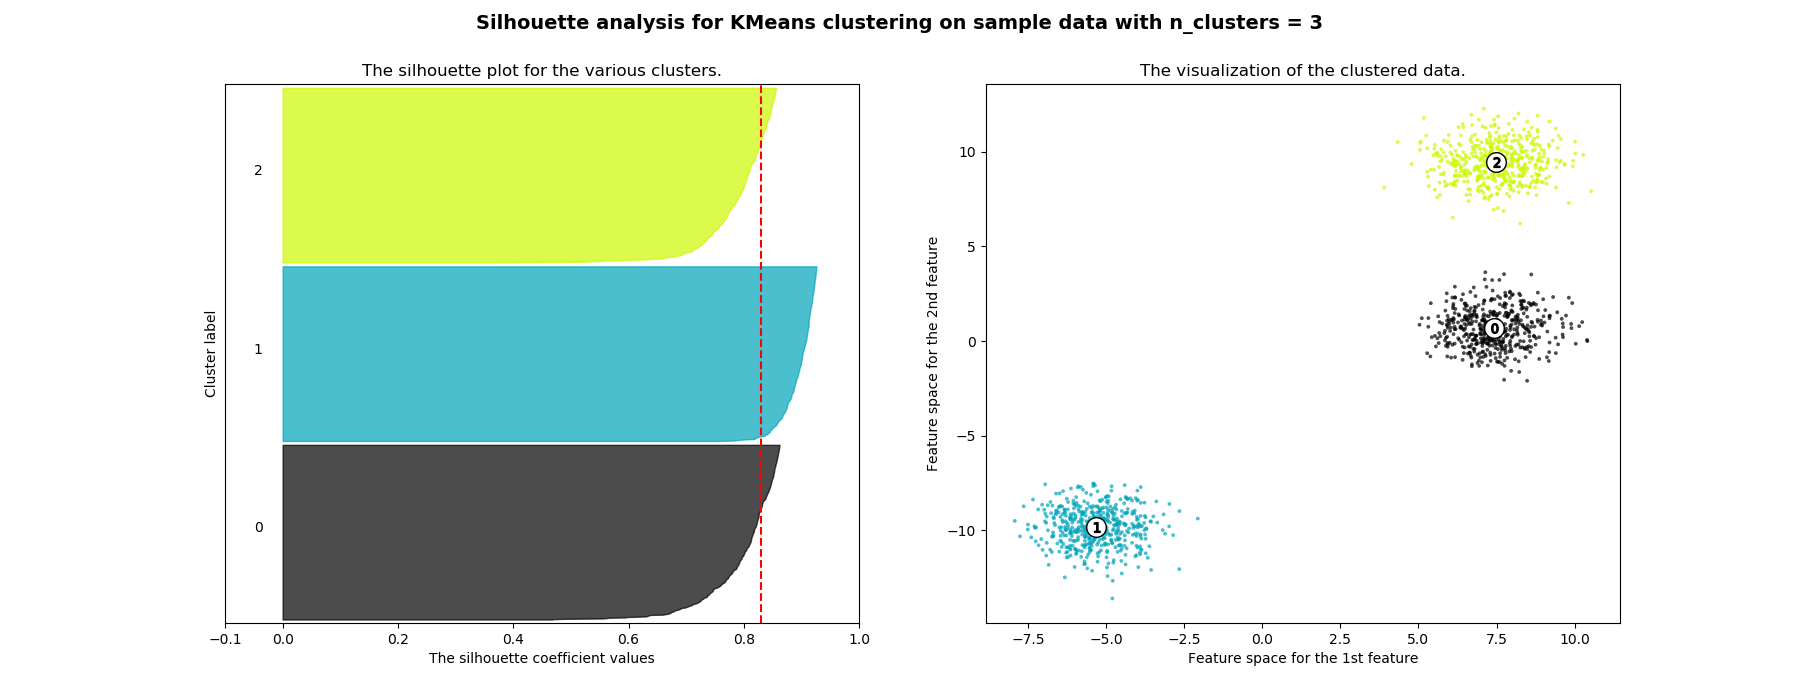 Silhouette analysis for KMeans clustering on sample data with n_clusters = 3
The silhouette plot for the various clusters.
2
1
0
Cluster label
−0.1 0.0 0.2 0.4 0.6 0.8 1.0
The silhouette coefficient values
The visualization of the clustered data.
10
5
0
−5
−10
Feature space for the 2nd feature
2
0
1
−7.5 −5.0 −2.5 0.0 2.5 5.0 7.5 10.0
Feature space for the 1st feature